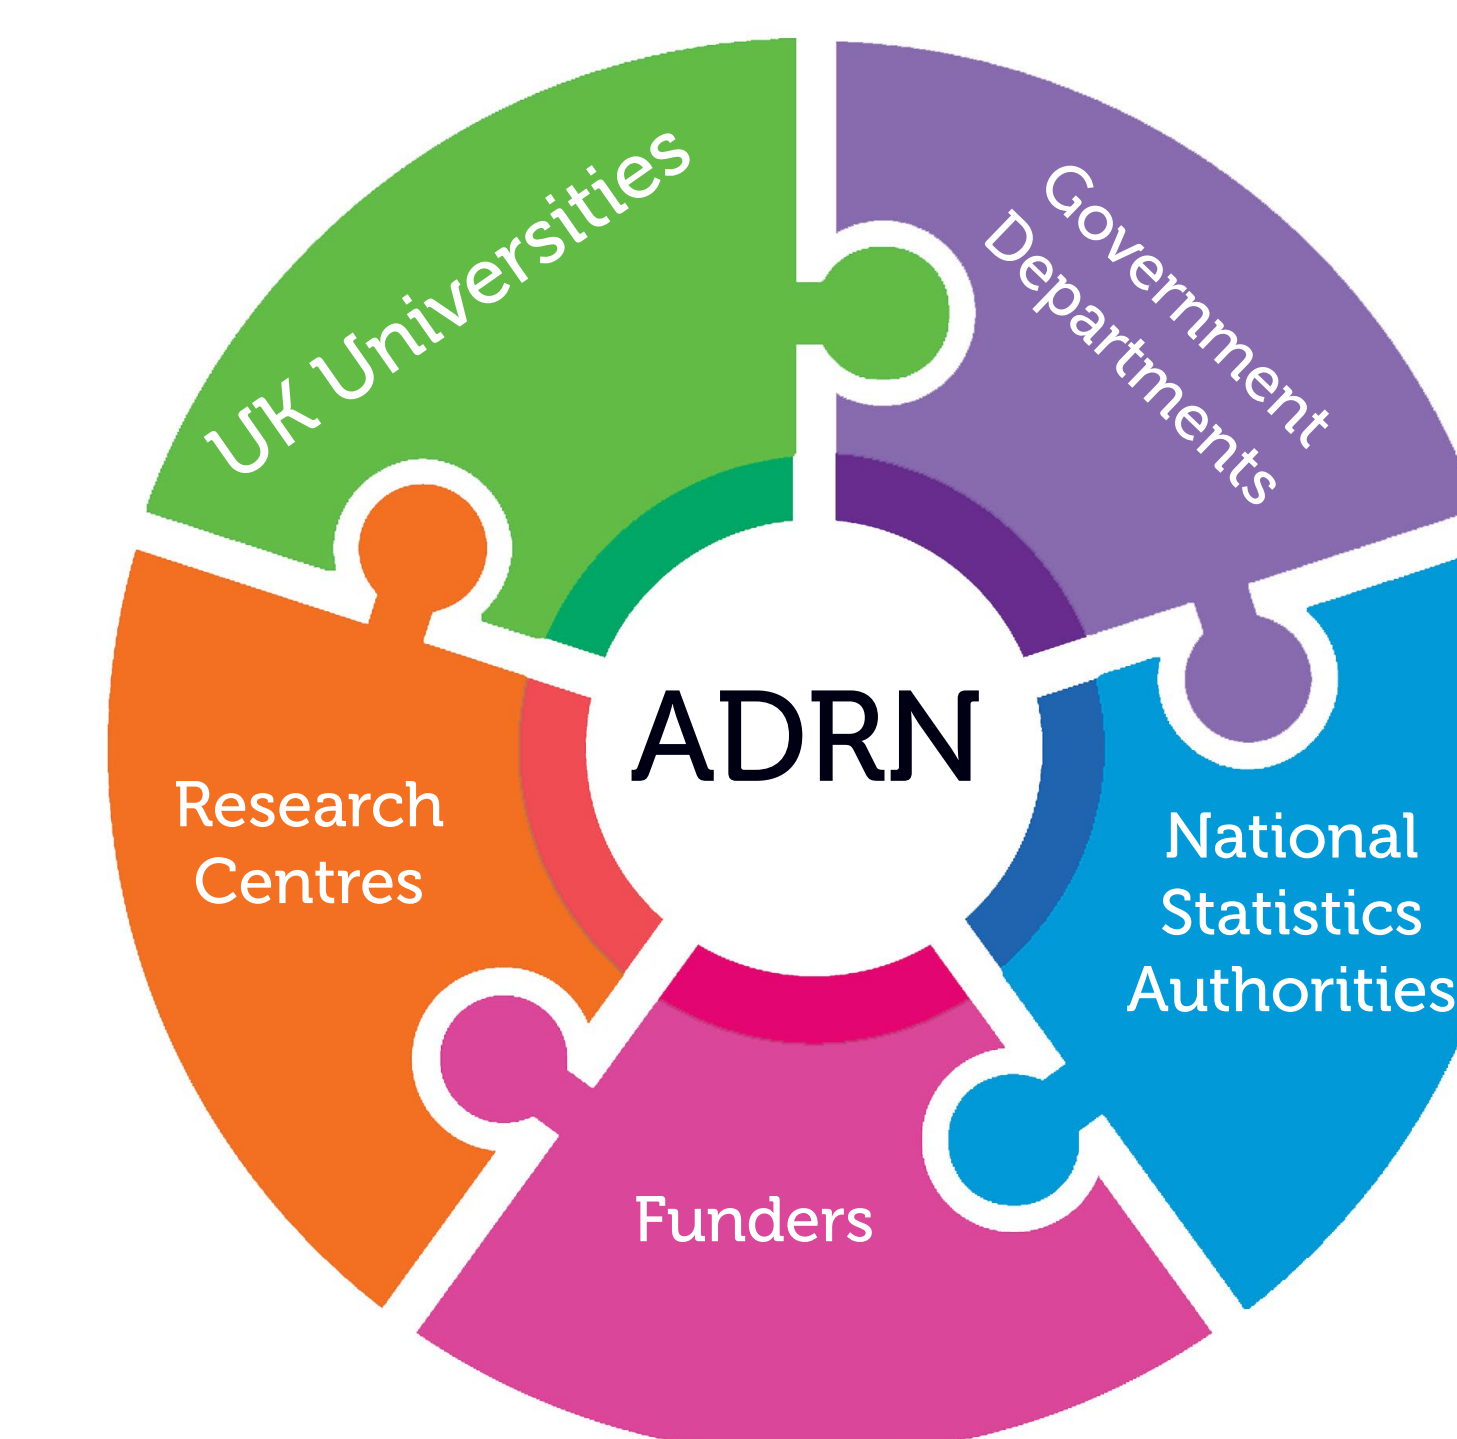 UK Universities
Government
Departments
ADRN
Research
Centres
National
Statistics
Authorities
Funders